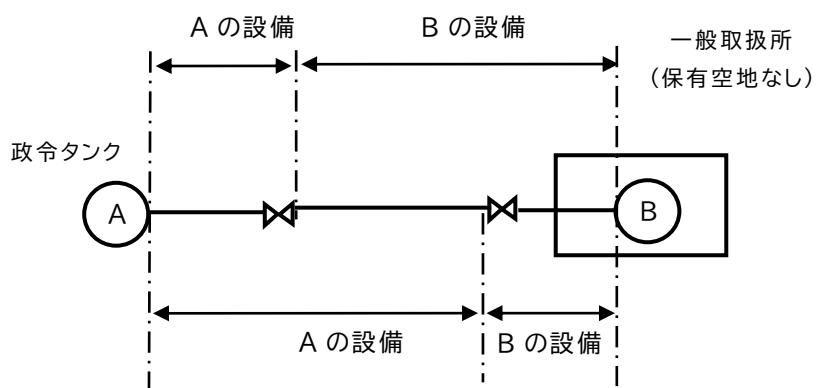 A の設備
B の設備
一般取扱所
（保有空地なし）
政令タンク
A
B
A の設備
B の設備